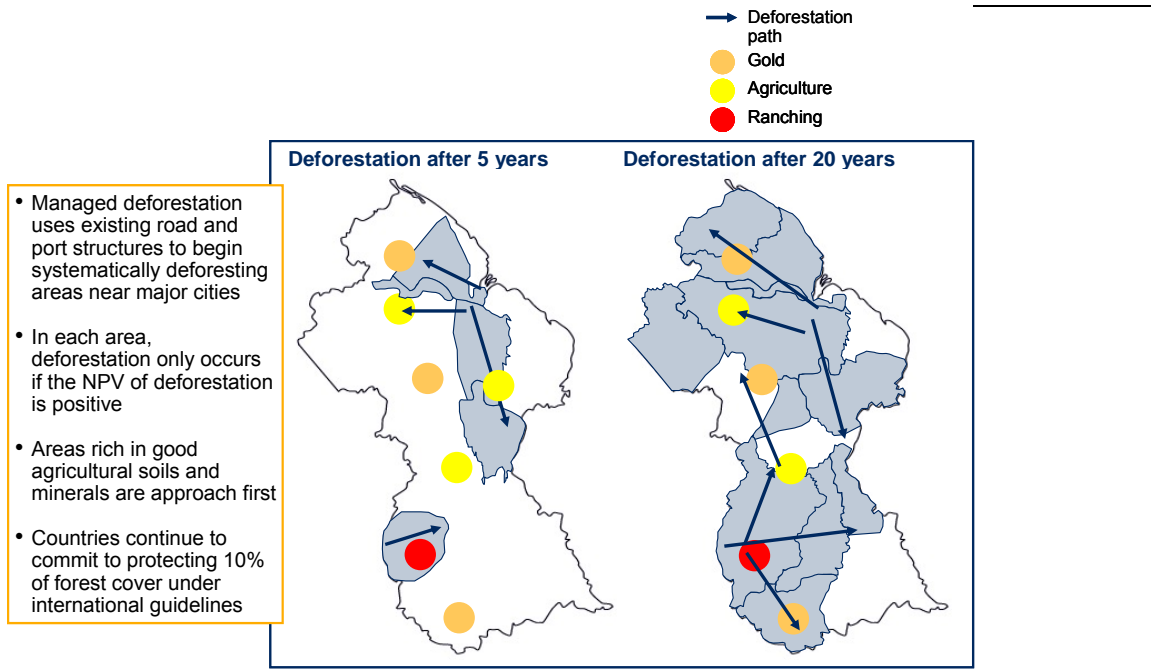 Deforestation
path
Gold
Agriculture
Ranching
Deforestation after 5 years
Deforestation after 20 years
• Managed deforestation
uses existing road and
port structures to begin
systematically deforesting
areas near major cities
• In each area,
deforestation only occurs
if the NPV of deforestation
is positive
• Areas rich in good
agricultural soils and
minerals are approach first
• Countries continue to
commit to protecting 10%
of forest cover under
international guidelines